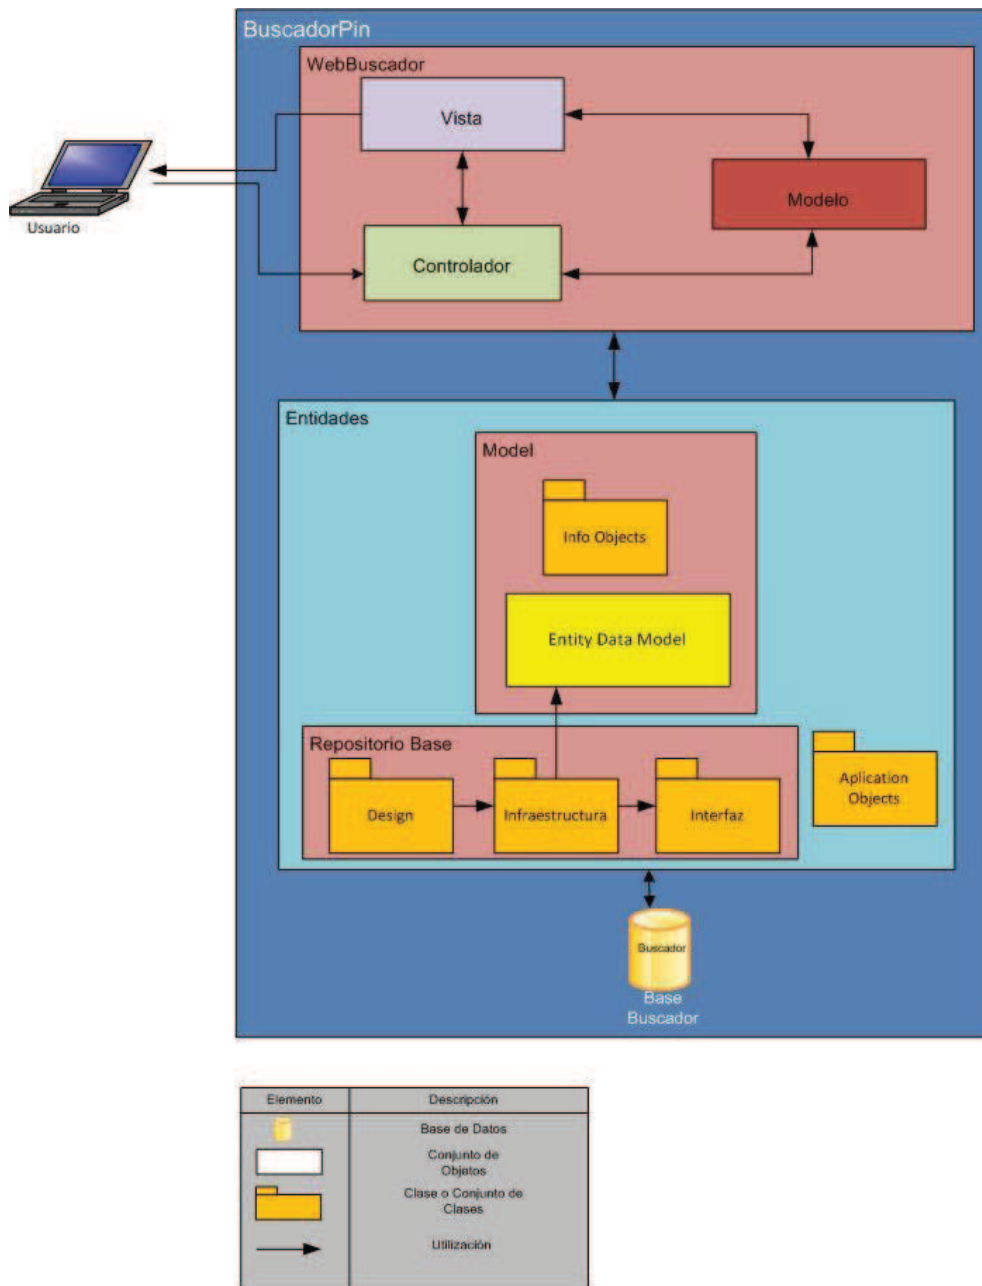 BuscadorPin
WebBuscador
Vista
Modelo
Usuario
Controlador
Entidades
Model
Info Objects
Entity Data Model
Repositorio Base
Design
Infraestructura
Interfaz
Aplication
Objects
Buscador
Base
Buscador
Elemento
Descripción
Base de Datos
Conjunto de
Objetos
Clase o Conjunto de
Clases
Utilización